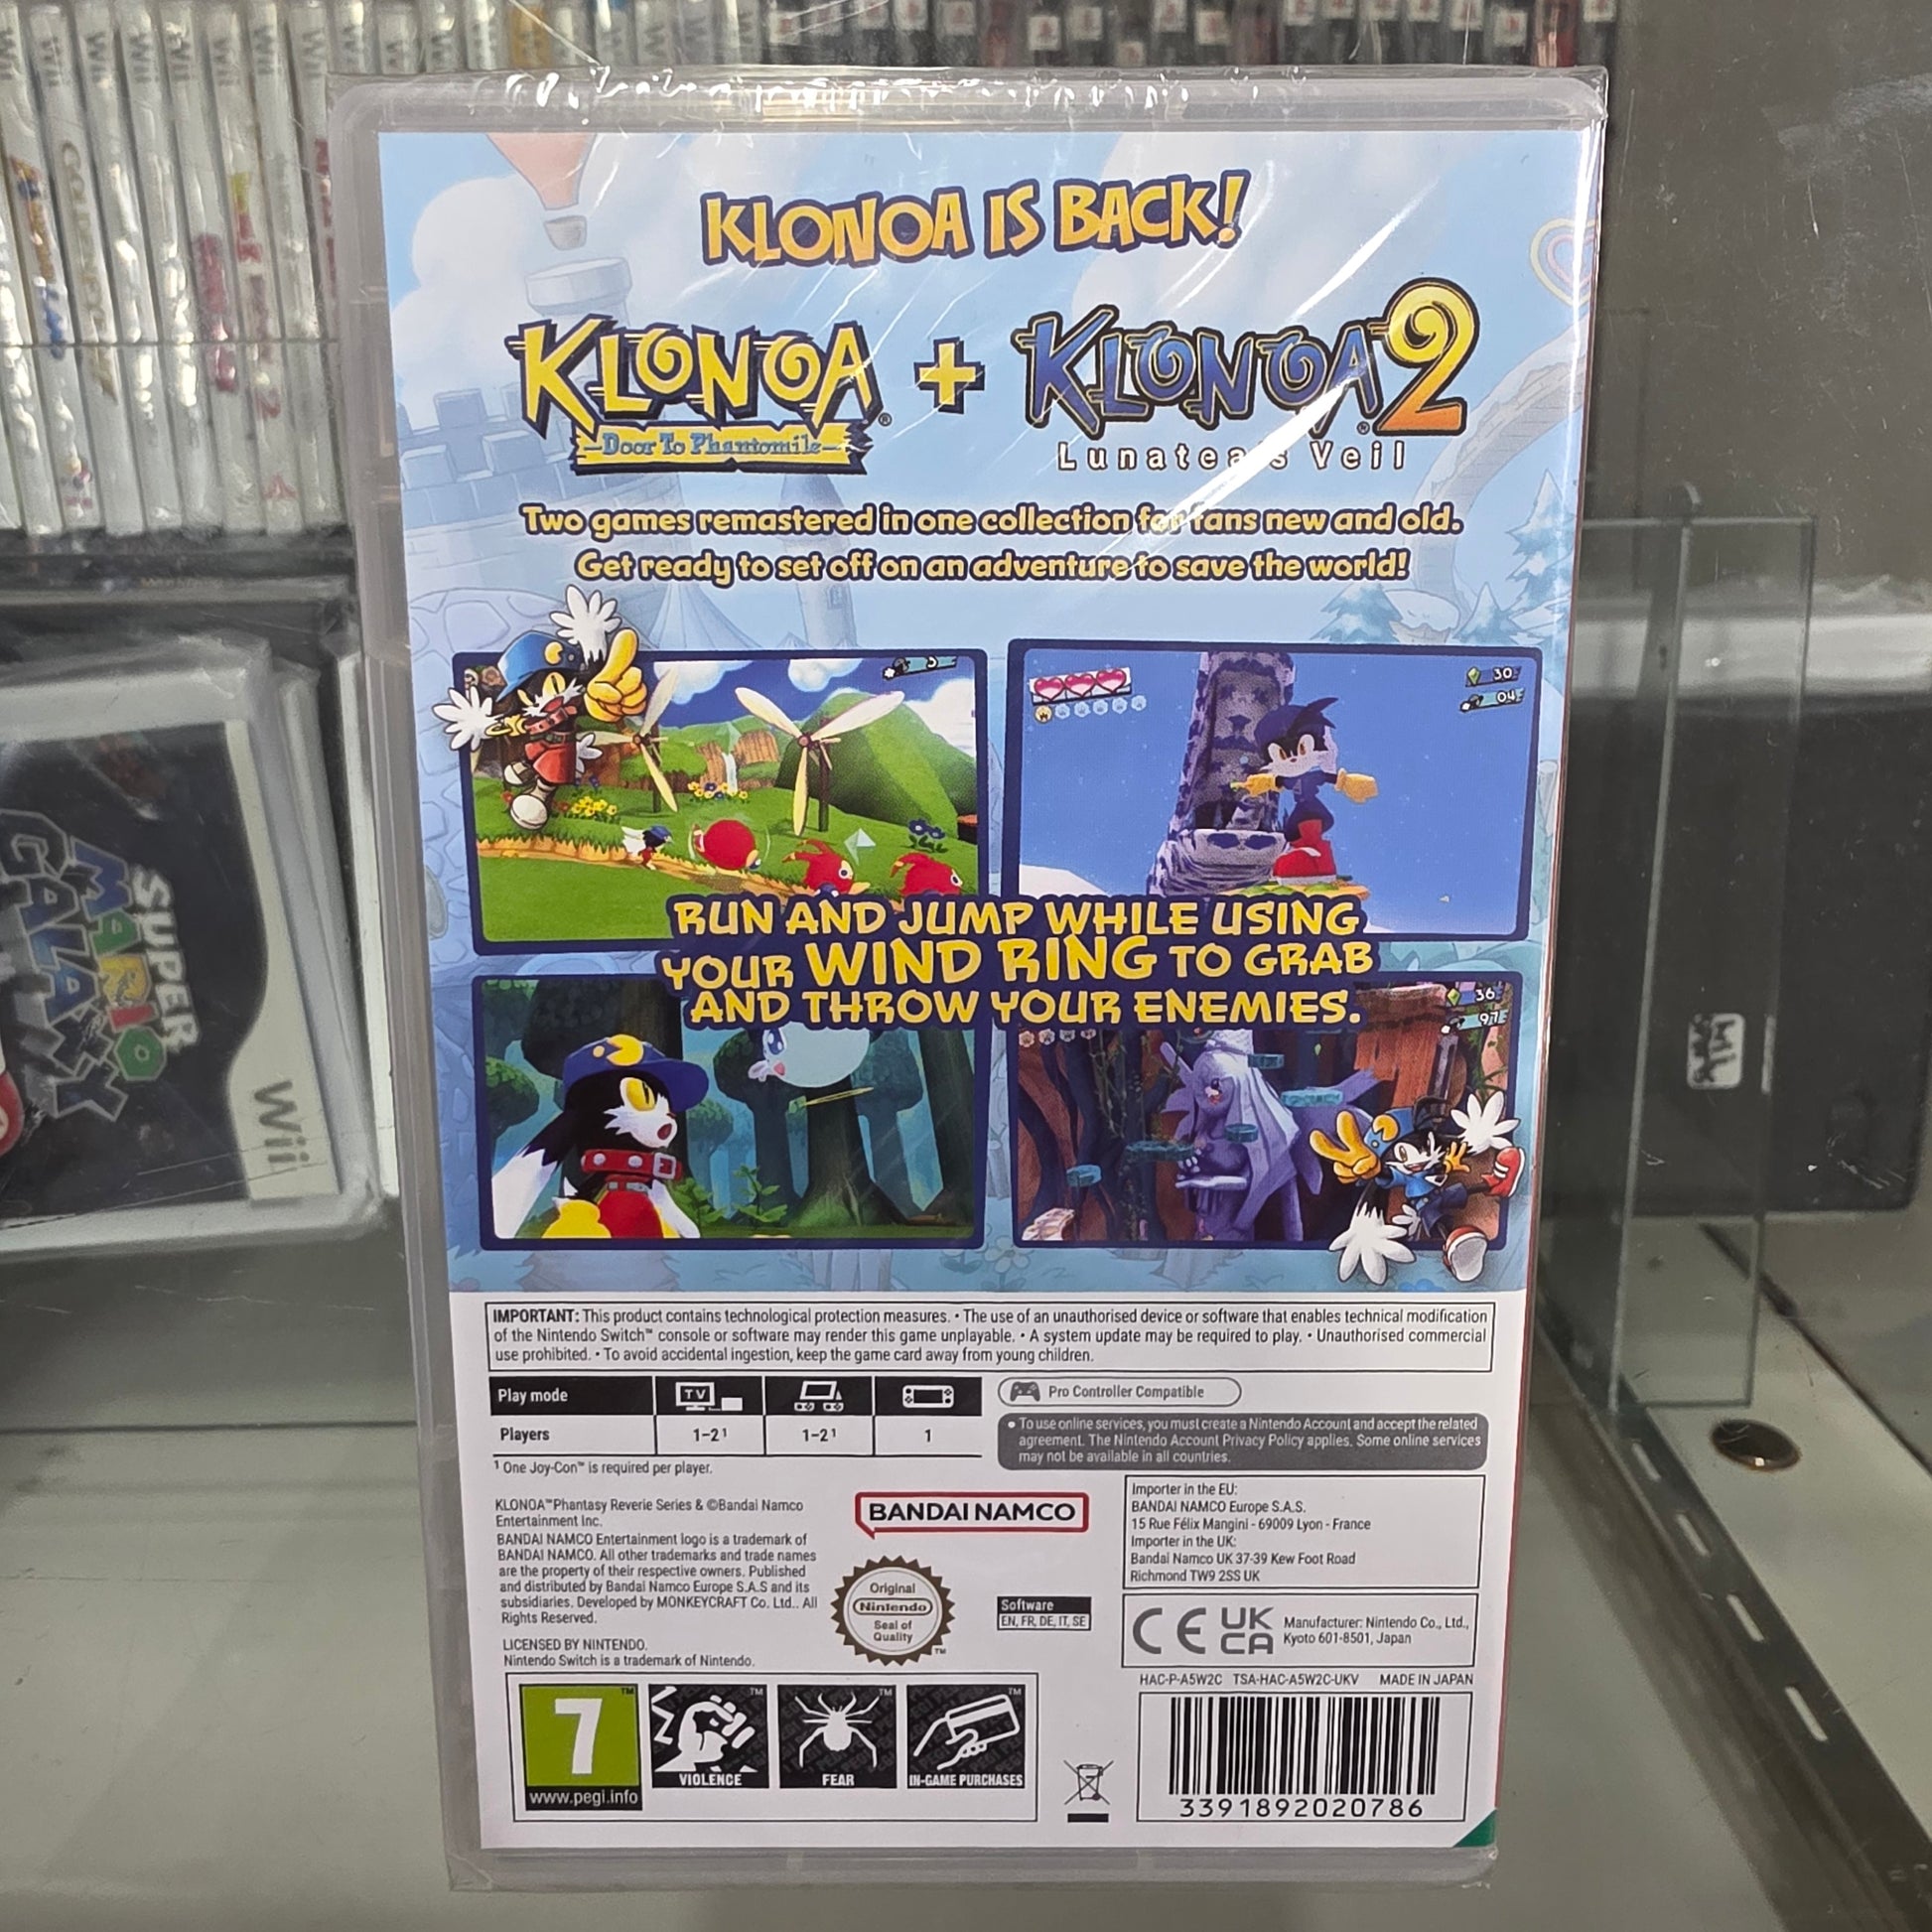 KLONOA IS BACK!
KLONOA + KLONOA 2
Door To Phantomile
Lunatea's Veil
Two games remastered in one collection for fans new and old.
Get ready to set off on an adventure to save the world!
RUN AND JUMP WHILE USING
YOUR WIND RING TO GRAB
AND THROW YOUR ENEMIES.
30
04
36
97
IMPORTANT: This product contains technological protection measures. • The use of an unauthorised device or software that enables technical modification
of the Nintendo Switch™ console or software may render this game unplayable. • A system update may be required to play. • Unauthorised commercial
use prohibited. • To avoid accidental ingestion, keep the game card away from young children.
Play mode TV
Players 1-2¹ 1-2¹ 1
¹ One Joy-Con™ is required per player.
Pro Controller Compatible
• To use online services, you must create a Nintendo Account and accept the related
agreement. The Nintendo Account Privacy Policy applies. Some online services
may not be available in all countries.
KLONOA™Phantasy Reverie Series & ©Bandai Namco
Entertainment Inc.
BANDAI NAMCO Entertainment logo is a trademark of
BANDAI NAMCO. All other trademarks and trade names
are the property of their respective owners. Published
and distributed by Bandai Namco Europe S.A.S and its
subsidiaries. Developed by MONKEYCRAFT Co. Ltd.. All
Rights Reserved.
LICENSED BY NINTENDO.
Nintendo Switch is a trademark of Nintendo.
BANDAI NAMCO
Original
Nintendo
Seal of
Quality
™
Software
EN, FR, DE, IT, SE
Importer in the EU:
BANDAI NAMCO Europe S.A.S.
15 Rue Félix Mangini - 69009 Lyon - France
Importer in the UK:
Bandai Namco UK 37-39 Kew Foot Road
Richmond TW9 2SS UK
CE UK
CA
Manufacturer: Nintendo Co., Ltd.,
Kyoto 601-8501, Japan
HAC-P-A5W2C TSA-HAC-A5W2C-UKV MADE IN JAPAN
7
www.pegi.info
VIOLENCE
FEAR
IN-GAME PURCHASES
3391892020786
SUPER
MARIO
GALAXY
Wii